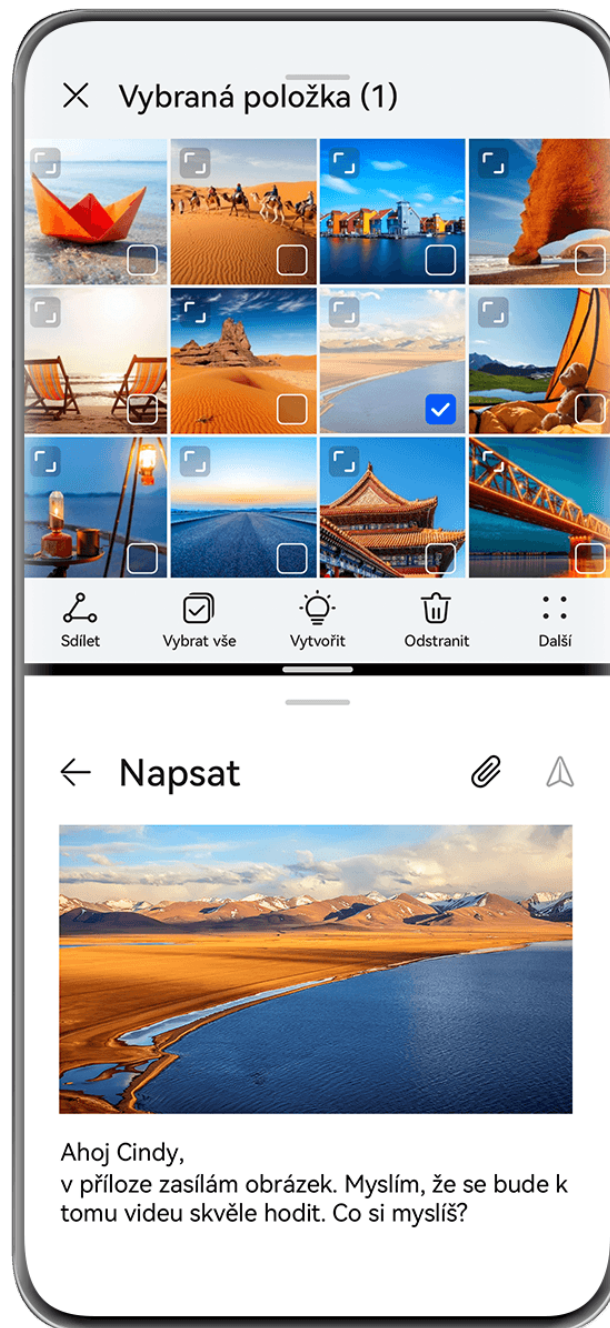 Vybraná položka (1)
Sdílet
Vybrat vše
Vytvořit
Odstranit
Další
Napsat
Ahoj Cindy,
v příloze zasílám obrázek. Myslím, že se bude k
tomu videu skvěle hodit. Co si myslíš?